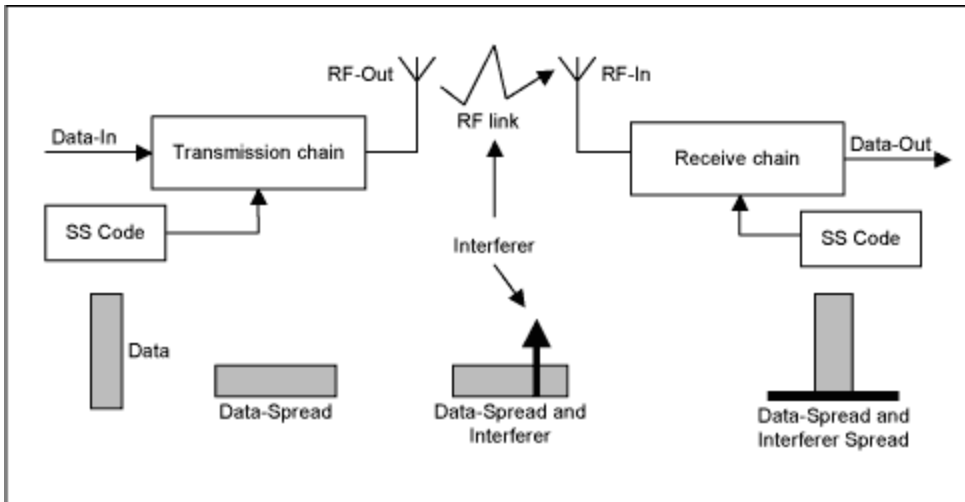 RF-Out
RF-In
RF link
Data-In
Transmission chain
Receive chain
Data-Out
SS Code
SS Code
Interferer
Data
Data-Spread
Data-Spread and
Interferer
Data-Spread and
Interferer Spread